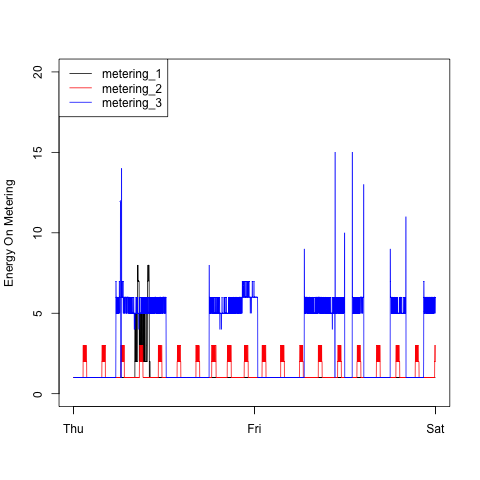 metering_1
metering_2
metering_3
Energy On Metering
20
15
10
5
0
Thu Fri Sat